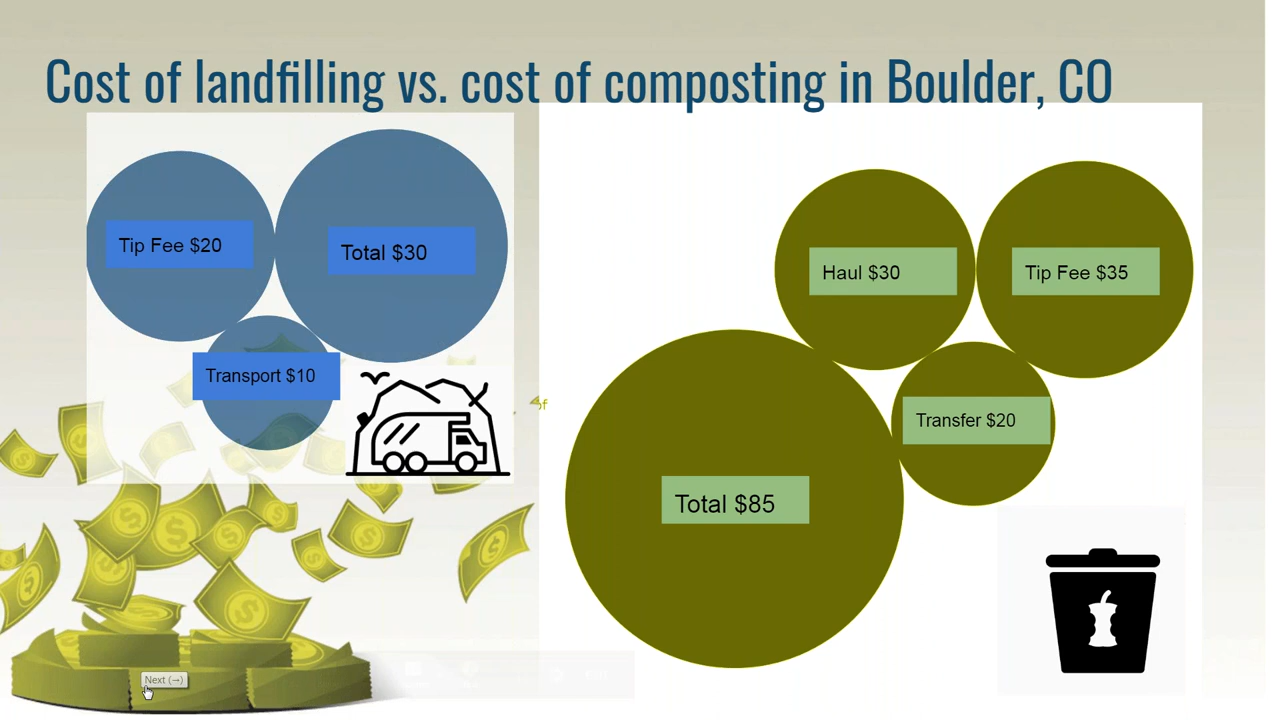 Cost of landfilling vs. cost of composting in Boulder, CO
Tip Fee $20
Total $30
Transport $10
of
Haul $30
Tip Fee $35
Transfer $20
Total $85
Next (→)